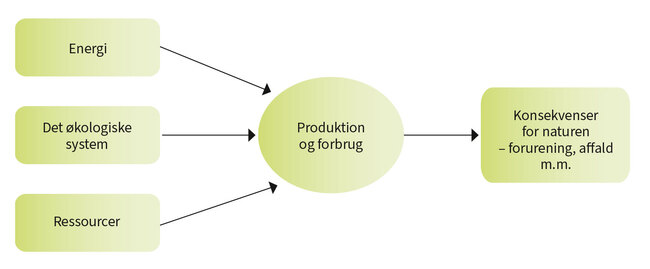 Energi
Det økologiske
system
Ressourcer
Produktion
og forbrug
Konsekvenser
for naturen
– forurening, affald
m.m.